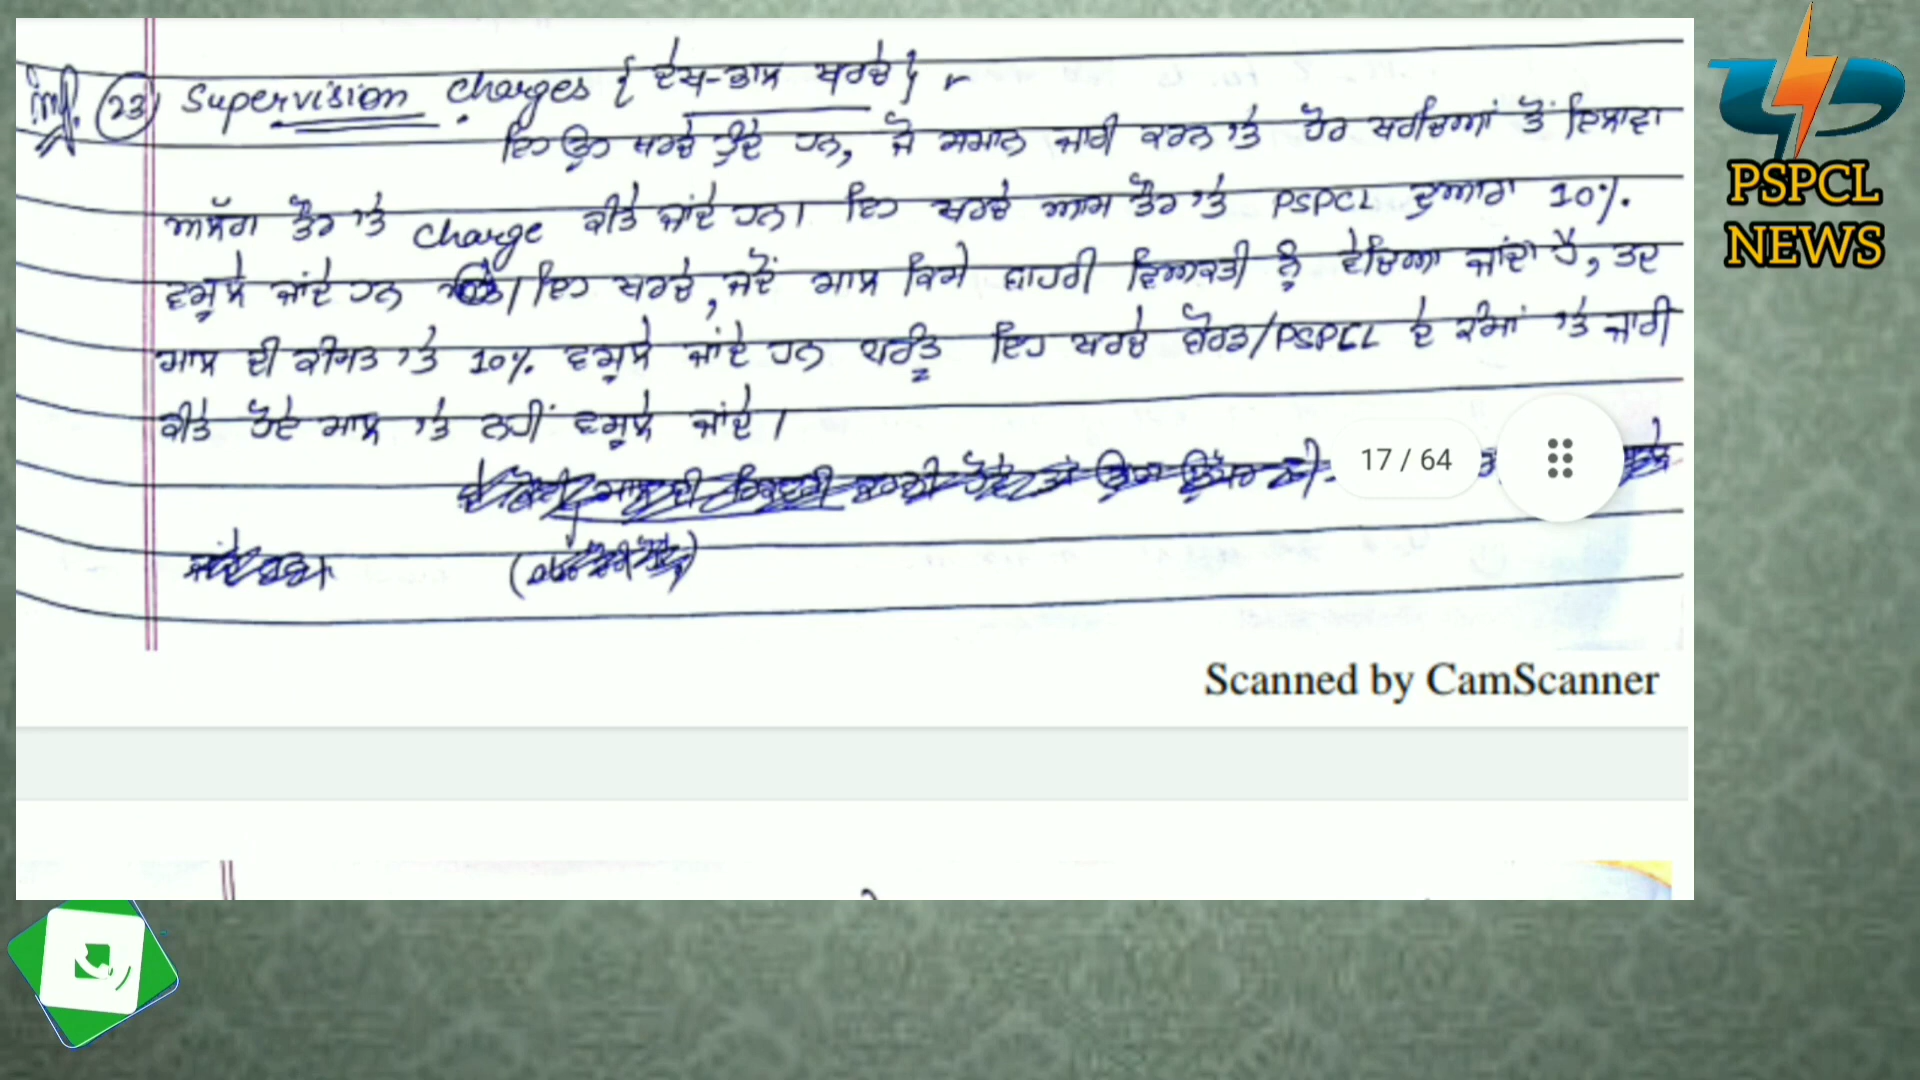 Imp. (23) Supervision charges { ਦੇਖ-ਭਾਲ ਖਰਚੇ }
ਇਹ ਉਹ ਖਰਚੇ ਹੁੰਦੇ ਹਨ, ਜੋ ਸਮਾਨ ਜਾਰੀ ਕਰਨ 'ਤੇ ਹੋਰ ਖਰਚਿਆਂ ਤੋਂ ਇਲਾਵਾ
ਅਲੱਗ ਤੌਰ 'ਤੇ charge ਕੀਤੇ ਜਾਂਦੇ ਹਨ। ਇਹ ਖਰਚੇ ਆਮ ਤੌਰ 'ਤੇ PSPCL ਦੁਆਰਾ 10%.
ਵਸੂਲੇ ਜਾਂਦੇ ਹਨ । ਇਹ ਖਰਚੇ, ਜਦੋਂ ਮਾਲ ਕਿਸੇ ਬਾਹਰੀ ਵਿਅਕਤੀ ਨੂੰ ਵੇਚਿਆ ਜਾਂਦਾ ਹੈ, ਤਦ
ਮਾਲ ਦੀ ਕੀਮਤ 'ਤੇ 10% ਵਸੂਲੇ ਜਾਂਦੇ ਹਨ ਪਰੰਤੂ ਇਹ ਖਰਚੇ ਬੋਰਡ/PSPCL ਦੇ ਕੰਮਾਂ 'ਤੇ ਜਾਰੀ
ਕੀਤੇ ਹੋਏ ਮਾਲ 'ਤੇ ਨਹੀਂ ਵਸੂਲੇ ਜਾਂਦੇ।
17 / 64
Scanned by CamScanner
PSPCL
NEWS